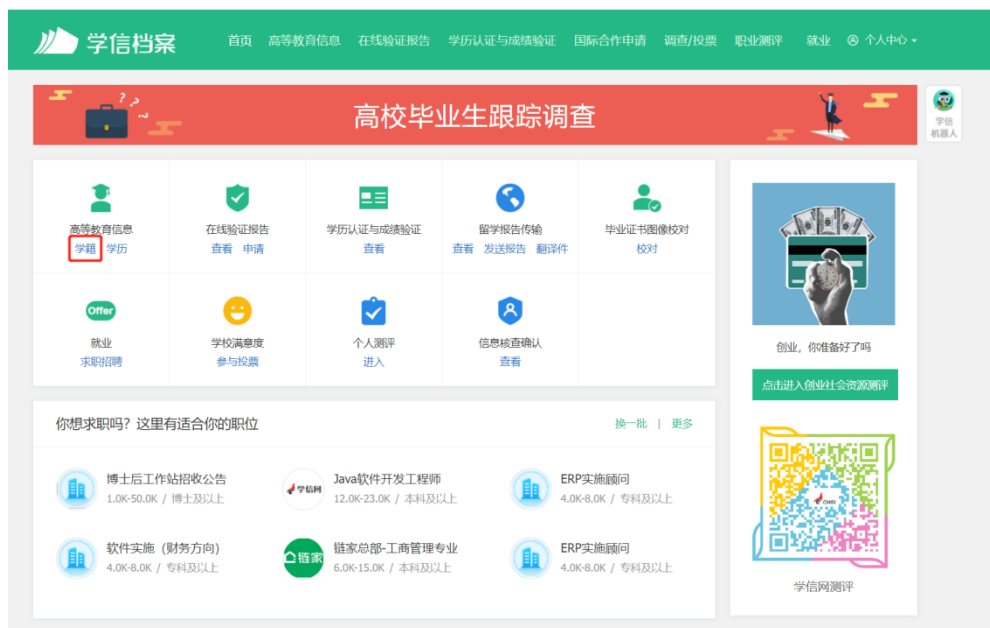 学信档案
首页 高等教育信息 在线验证报告 学历认证与成绩验证 国际合作申请 调查/投票 职业测评 就业 个人中心
? ? ?
高校毕业生跟踪调查
学信
机器人
高等教育信息
学籍 学历
在线验证报告
查看 申请
学历认证与成绩验证
查看
留学报告传输
查看 发送报告 翻译件
毕业证书图像校对
校对
Offer
就业
求职招聘
学校满意度
参与投票
个人测评
进入
信息核查确认
查看
创业，你准备好了吗
点击进入创业社会资源测评
你想求职吗？这里有适合你的职位
换一批 | 更多
博士后工作站招收公告
1.0K-50.0K / 博士及以上
学信网
Java软件开发工程师
12.0K-23.0K / 本科及以上
ERP实施顾问
4.0K-8.0K / 专科及以上
软件实施（财务方向）
4.0K-8.0K / 专科及以上
链家
链家总部-工商管理专业
6.0K-15.0K / 本科及以上
ERP实施顾问
4.0K-8.0K / 专科及以上
CHSI
学信网测评